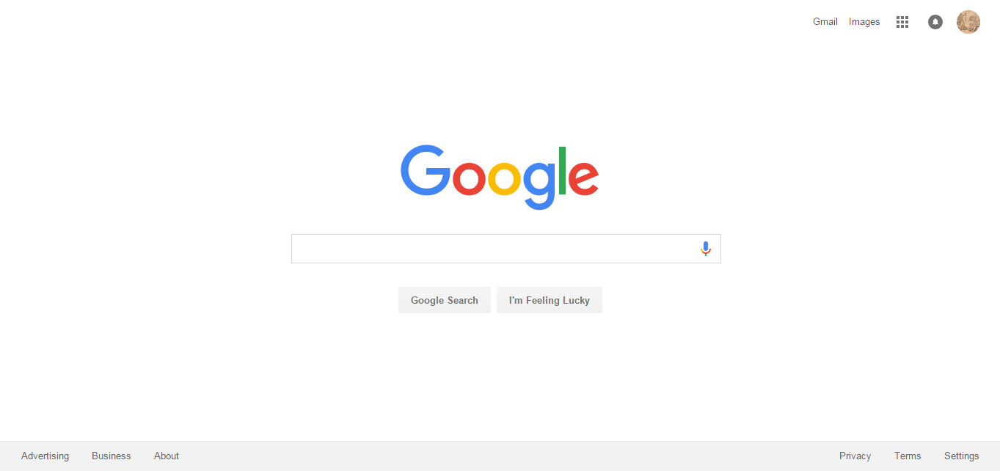 Gmail Images
Google
Google Search I'm Feeling Lucky
Advertising Business About Privacy Terms Settings